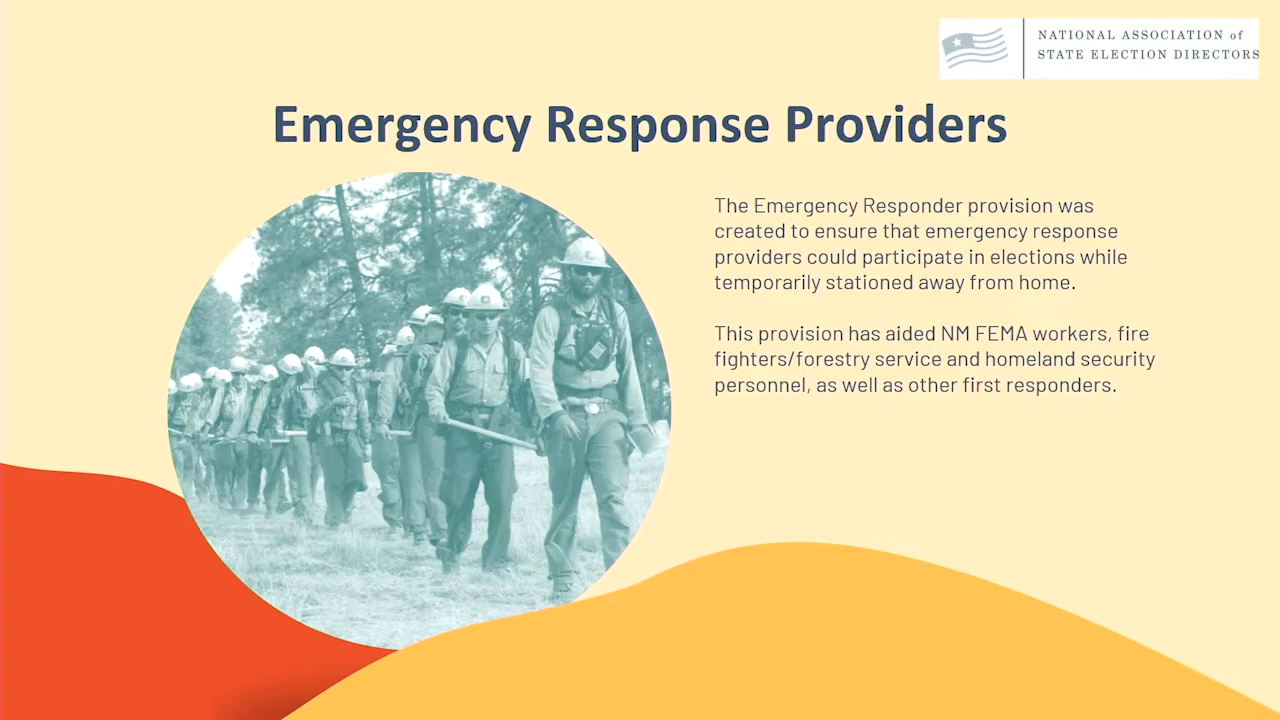 NATIONAL ASSOCIATION of
STATE ELECTION DIRECTORS
Emergency Response Providers
The Emergency Responder provision was
created to ensure that emergency response
providers could participate in elections while
temporarily stationed away from home.
This provision has aided NM FEMA workers, fire
fighters/forestry service and homeland security
personnel, as well as other first responders.